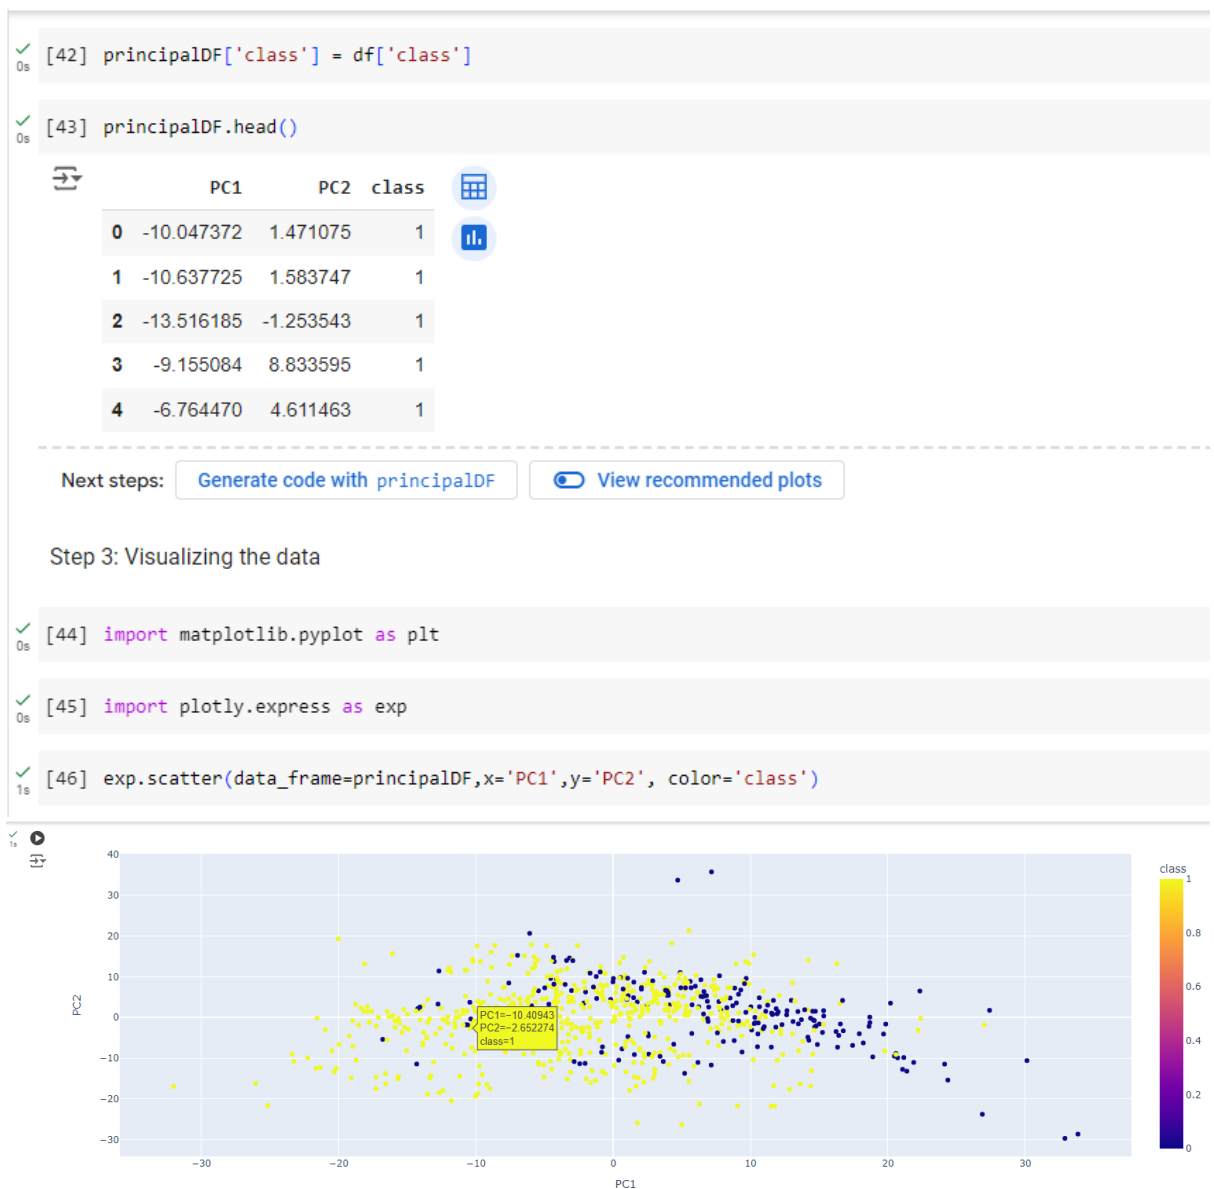 [42] principalDF['class'] = df['class']
0s
[43] principalDF.head()
0s
PC1 PC2 class
0 -10.047372 1.471075 1
1 -10.637725 1.583747 1
2 -13.516185 -1.253543 1
3 -9.155084 8.833595 1
4 -6.764470 4.611463 1
Next steps: Generate code with principalDF View recommended plots
Step 3: Visualizing the data
[44] import matplotlib.pyplot as plt
0s
[45] import plotly.express as exp
0s
[46] exp.scatter(data_frame=principalDF,x='PC1',y='PC2', color='class')
1s
1s
40
30
20
10
0
−10
−20
−30
PC2
PC1=−10.40943
PC2=−2.652274
class=1
−30 −20 −10 0 10 20 30
PC1
class
1
0.8
0.6
0.4
0.2
0